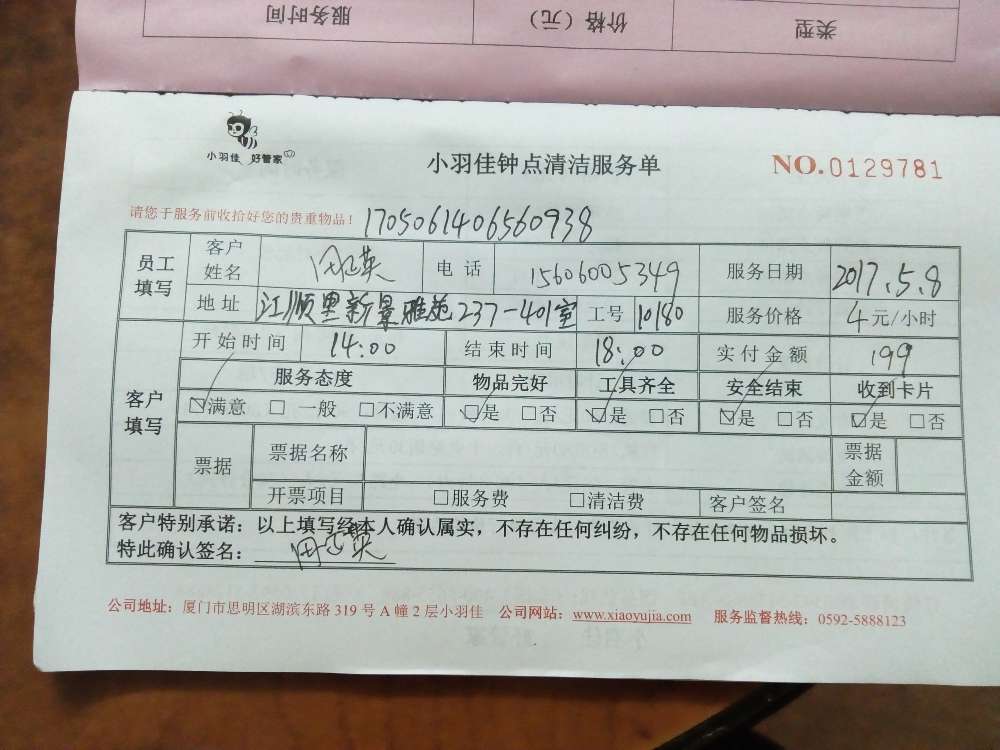 服务时间 价格（元） 类型
小羽佳 好管家
小羽佳钟点清洁服务单
NO.0129781
请您于服务前收拾好您的贵重物品！ 1705061406560938
员工填写 客户姓名 电话 15606005349 服务日期 2017.5.8
地址 江顺里新景雅苑237-401室 工号 10180 服务价格 4元/小时
客户填写 开始时间 14:00 结束时间 18:00 实付金额 199
服务态度 物品完好 工具齐全 安全结束 收到卡片
☑满意 □一般 □不满意 ☑是 □否 ☑是 □否 ☑是 □否 ☑是 □否
票据 票据名称 票据金额
开票项目 □服务费 □清洁费 客户签名
客户特别承诺：以上填写经本人确认属实，不存在任何纠纷，不存在任何物品损坏。
特此确认签名：
公司地址：厦门市思明区湖滨东路 319 号 A 幢 2 层小羽佳 公司网站：www.xiaoyujia.com 服务监督热线：0592-5888123